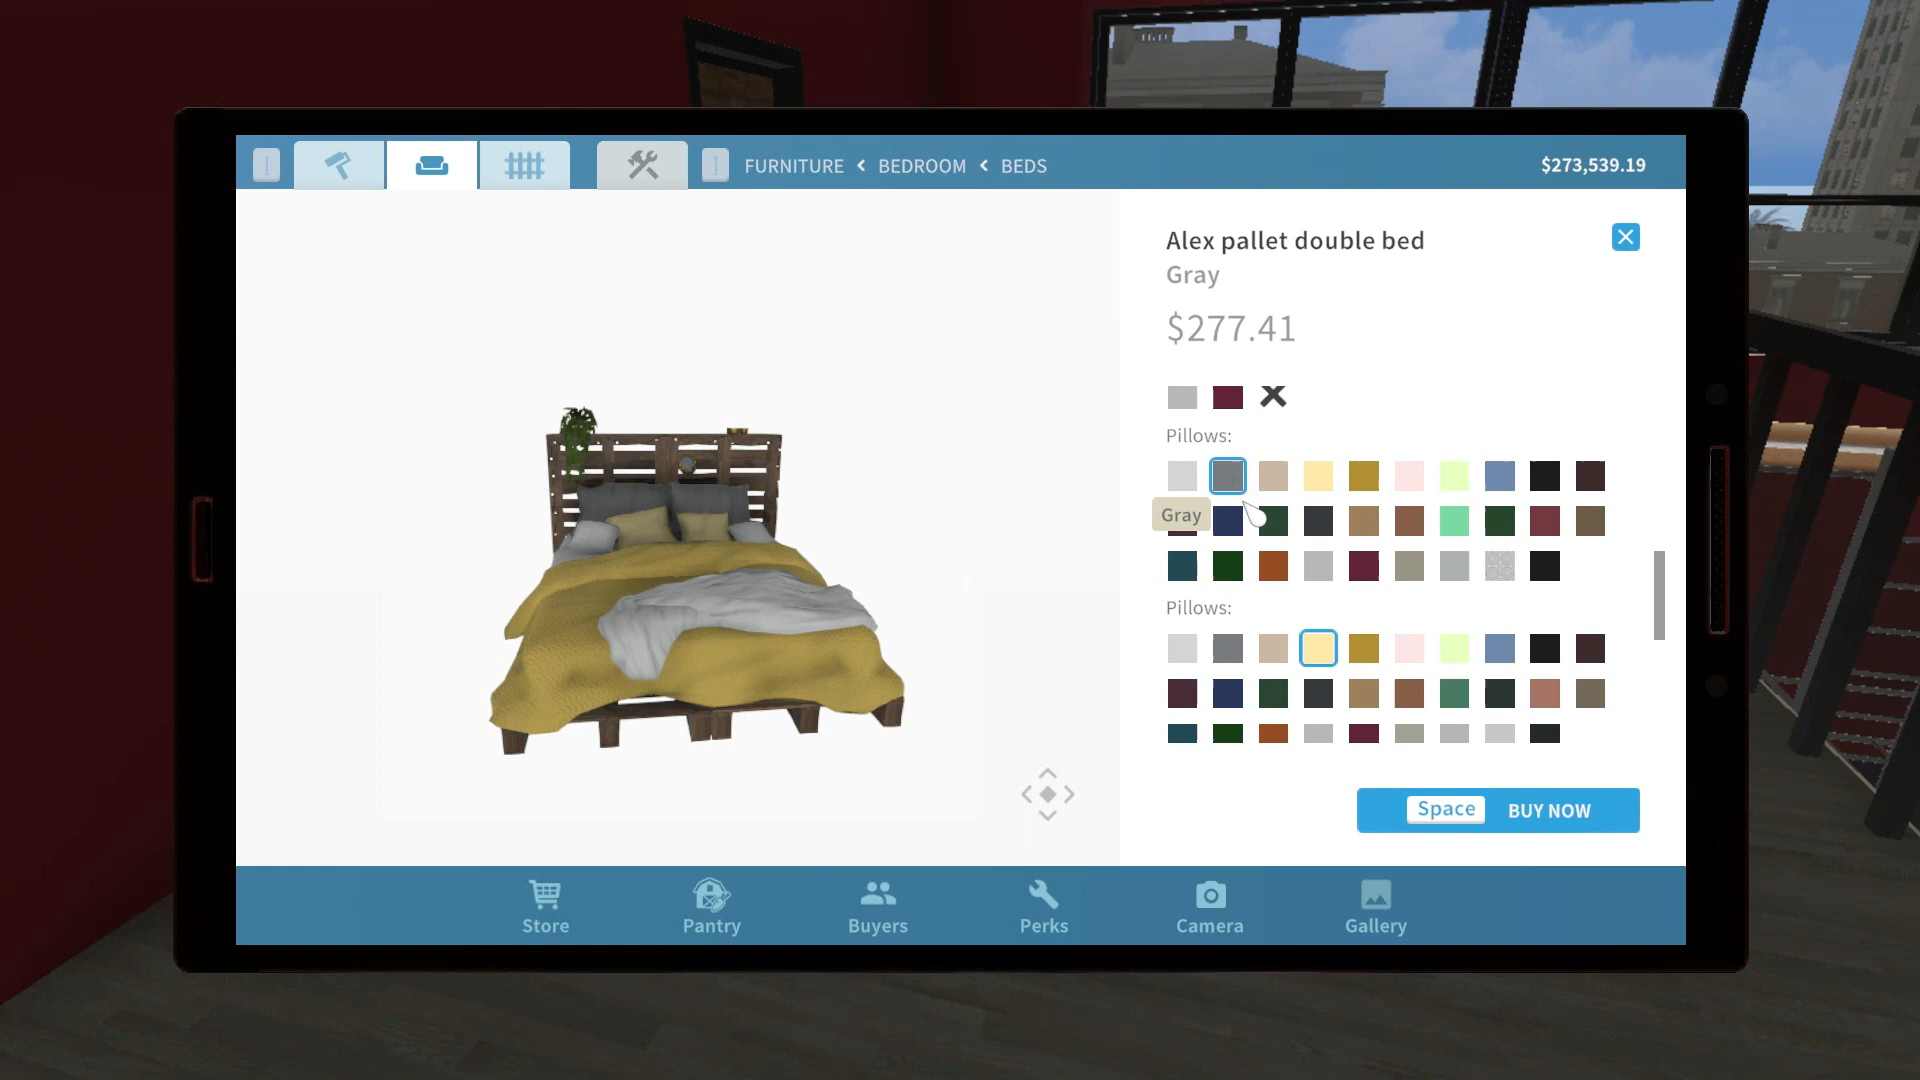 [
]
FURNITURE < BEDROOM < BEDS
$273,539.19
Alex pallet double bed
Gray
$277.41
Pillows:
Gray
Pillows:
Space BUY NOW
Store
Pantry
Buyers
Perks
Camera
Gallery